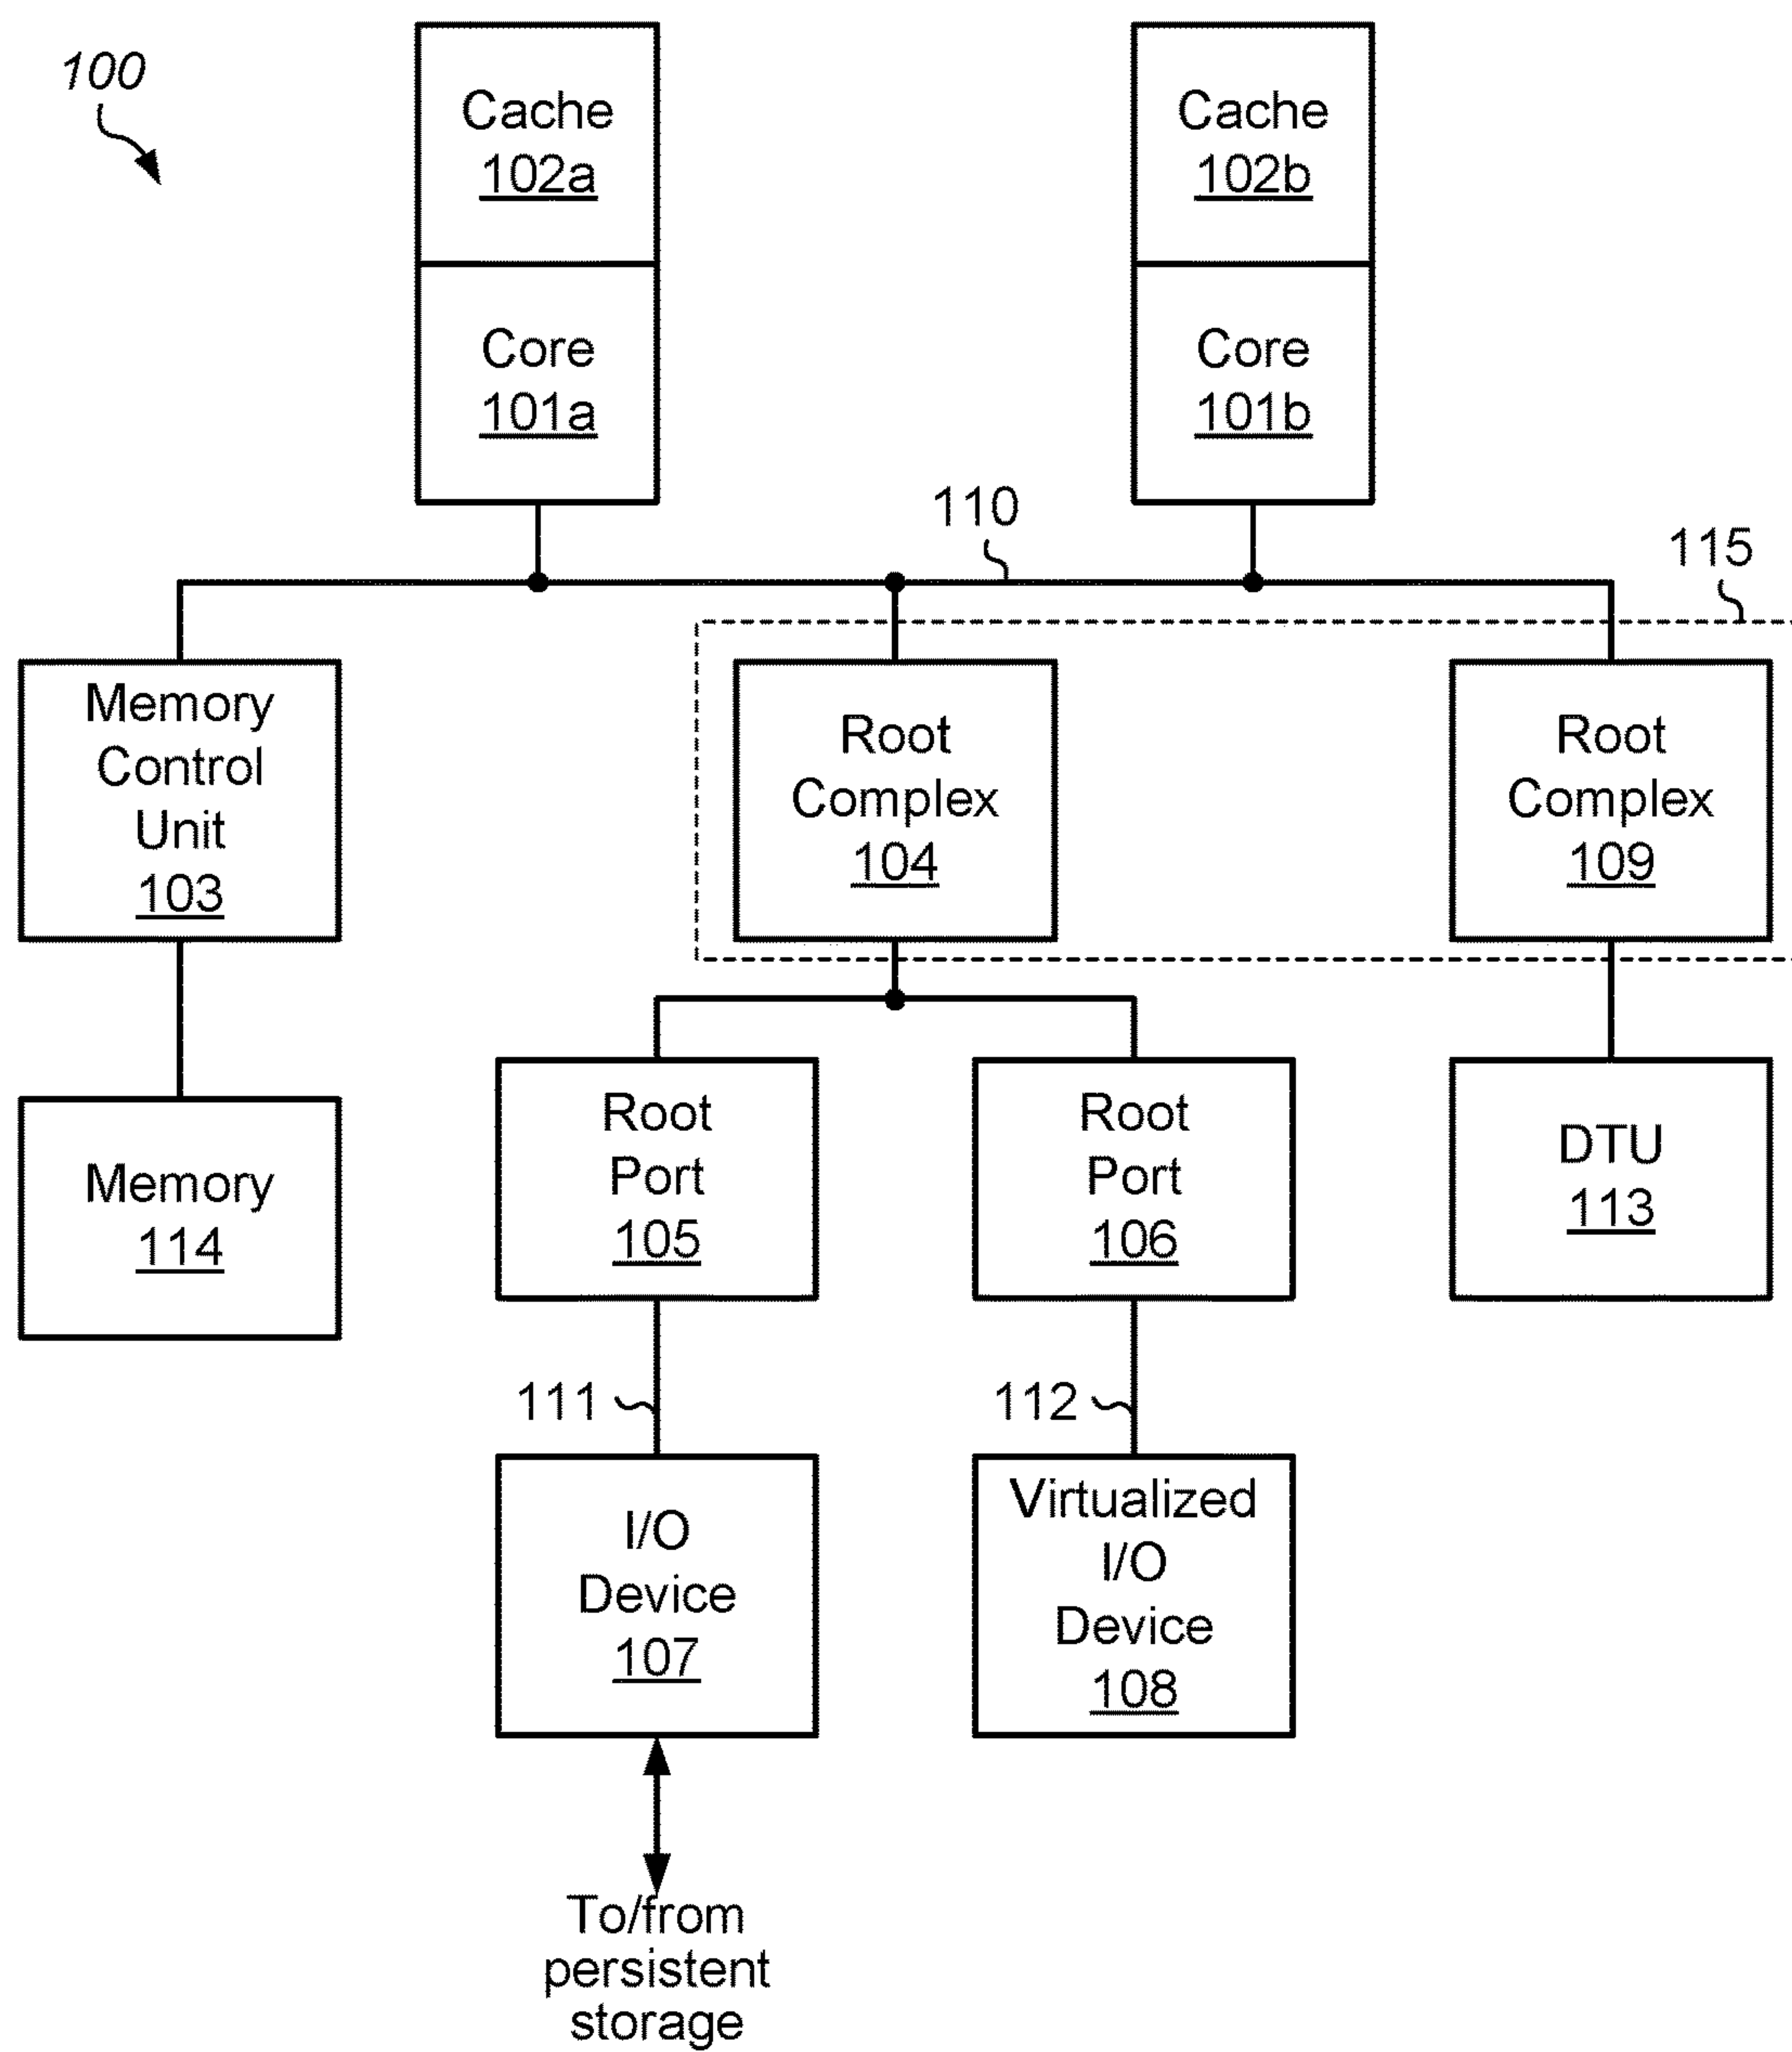 100
Cache
102a
Core
101a
Cache
102b
Core
101b
110
115
Memory
Control
Unit
103
Root
Complex
104
Root
Complex
109
Memory
114
Root
Port
105
Root
Port
106
DTU
113
111
112
I/O
Device
107
Virtualized
I/O
Device
108
To/from
persistent
storage